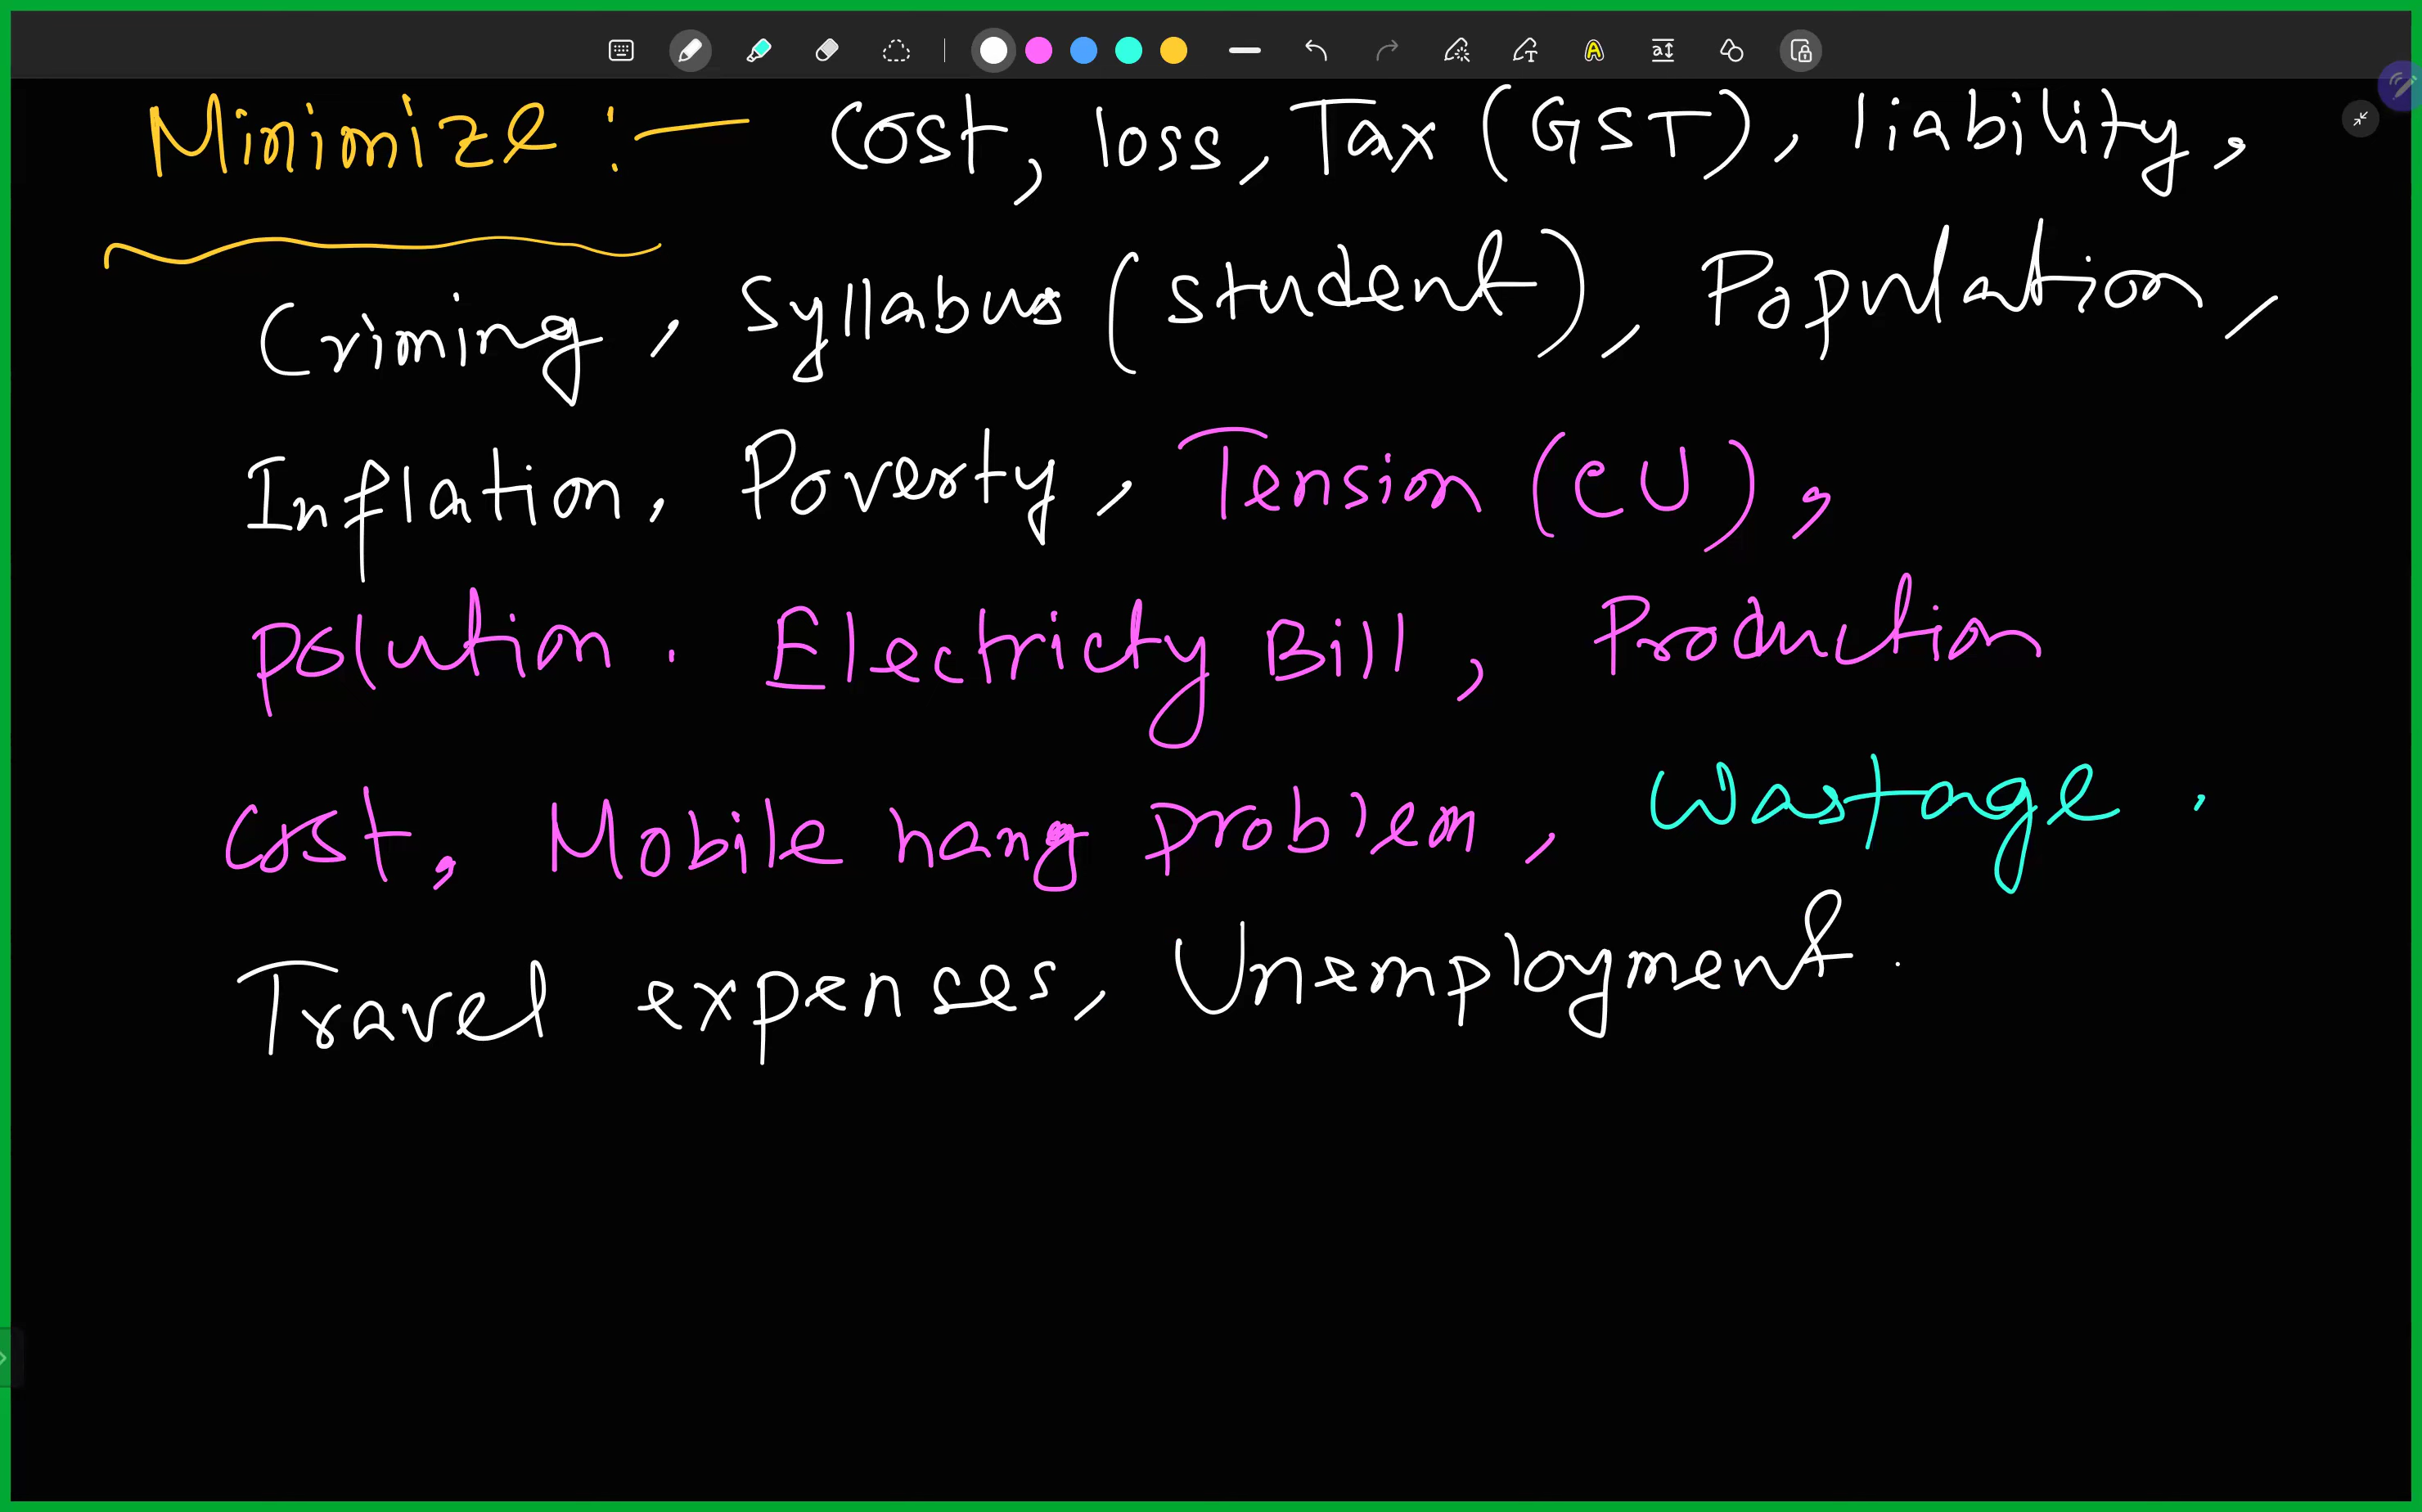 Minimize :— Cost, loss, Tax (GST), liability,
Criming, Syllabus (student), Population,
Inflation, Poverty, Tension (CU),
Polution. Electricty Bill, Production
Cost, Mobile hang problem, Wastage.
Travel expenses, Unemployment.